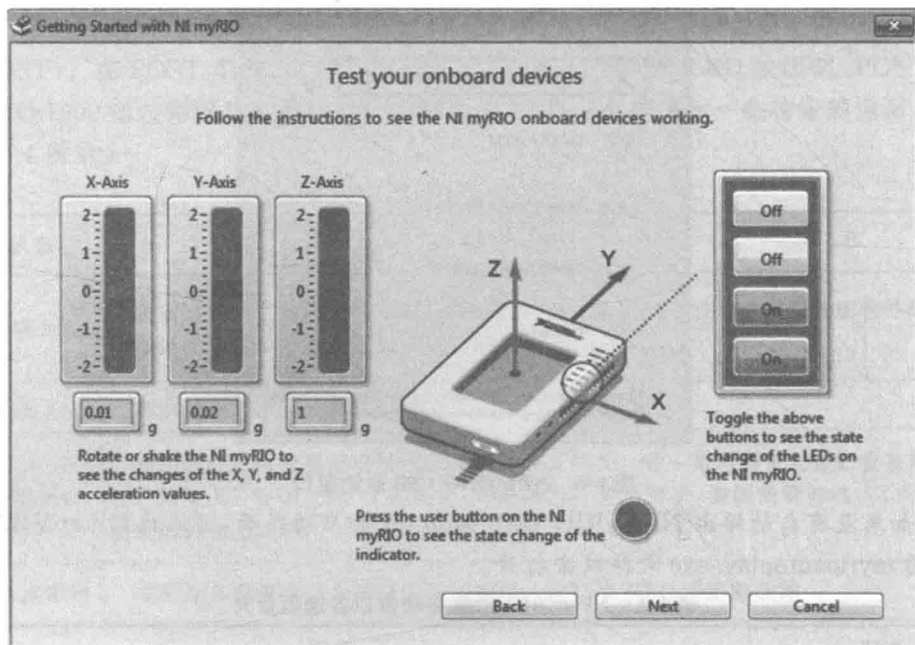 Getting Started with NI myRIO
Test your onboard devices
Follow the instructions to see the NI myRIO onboard devices working.
X-Axis
Y-Axis
Z-Axis
2
1
0
-1
-2
2
1
0
-1
-2
2
1
0
-1
-2
0.01
g
0.02
g
1
g
Rotate or shake the NI myRIO to
see the changes of the X, Y, and Z
acceleration values.
Z
Y
X
Off
Off
On
On
Toggle the above
buttons to see the state
change of the LEDs on
the NI myRIO.
Press the user button on the NI
myRIO to see the state change of the
indicator.
Back
Next
Cancel